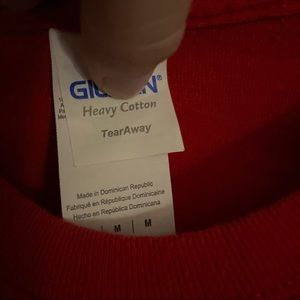 Heavy Cotton
TearAway
Made in Dominican Republic
Fabriqué en République Dominicaine
Hecho en República Dominicana
M M